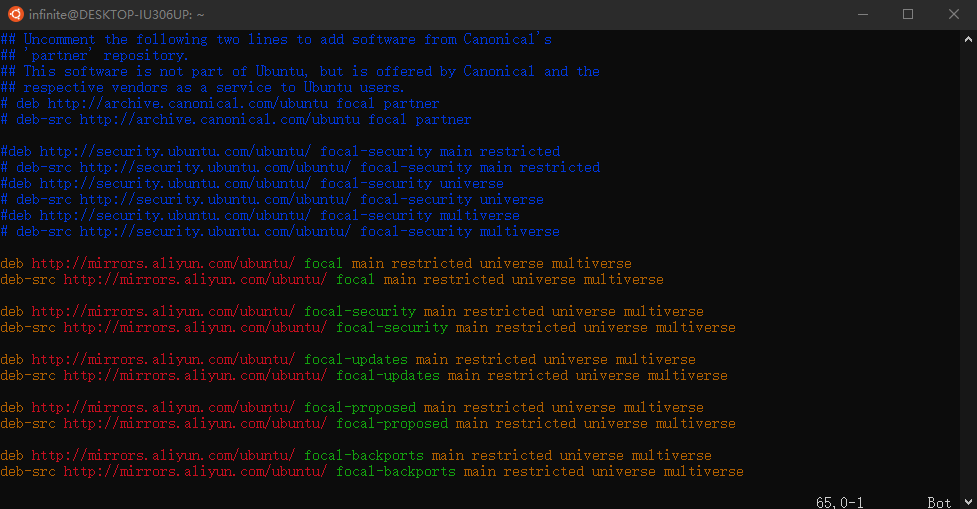 infinite@DESKTOP-IU306UP: ~
## Uncomment the following two lines to add software from Canonical's
## 'partner' repository.
## This software is not part of Ubuntu, but is offered by Canonical and the
## respective vendors as a service to Ubuntu users.
# deb http://archive.canonical.com/ubuntu focal partner
# deb-src http://archive.canonical.com/ubuntu focal partner
#deb http://security.ubuntu.com/ubuntu/ focal-security main restricted
# deb-src http://security.ubuntu.com/ubuntu/ focal-security main restricted
#deb http://security.ubuntu.com/ubuntu/ focal-security universe
# deb-src http://security.ubuntu.com/ubuntu/ focal-security universe
#deb http://security.ubuntu.com/ubuntu/ focal-security multiverse
# deb-src http://security.ubuntu.com/ubuntu/ focal-security multiverse
deb http://mirrors.aliyun.com/ubuntu/ focal main restricted universe multiverse
deb-src http://mirrors.aliyun.com/ubuntu/ focal main restricted universe multiverse
deb http://mirrors.aliyun.com/ubuntu/ focal-security main restricted universe multiverse
deb-src http://mirrors.aliyun.com/ubuntu/ focal-security main restricted universe multiverse
deb http://mirrors.aliyun.com/ubuntu/ focal-updates main restricted universe multiverse
deb-src http://mirrors.aliyun.com/ubuntu/ focal-updates main restricted universe multiverse
deb http://mirrors.aliyun.com/ubuntu/ focal-proposed main restricted universe multiverse
deb-src http://mirrors.aliyun.com/ubuntu/ focal-proposed main restricted universe multiverse
deb http://mirrors.aliyun.com/ubuntu/ focal-backports main restricted universe multiverse
deb-src http://mirrors.aliyun.com/ubuntu/ focal-backports main restricted universe multiverse
65,0-1 Bot